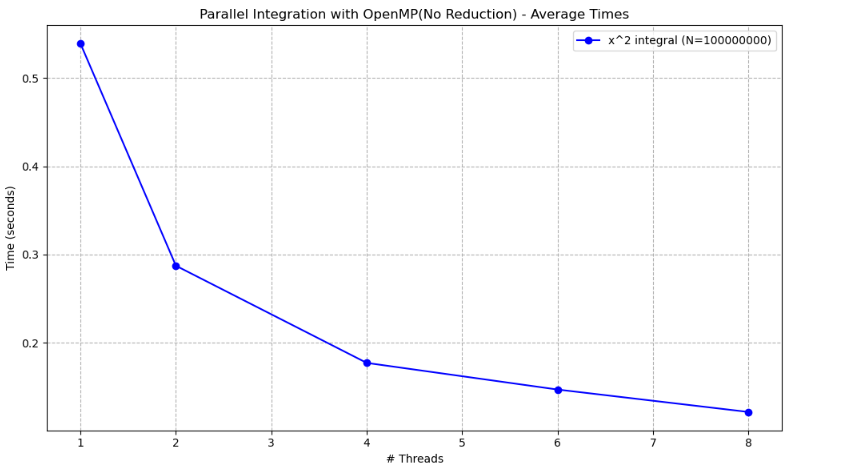 Parallel Integration with OpenMP(No Reduction) - Average Times
x^2 integral (N=100000000)
0.5
0.4
0.3
0.2
Time (seconds)
1 2 3 4 5 6 7 8
# Threads